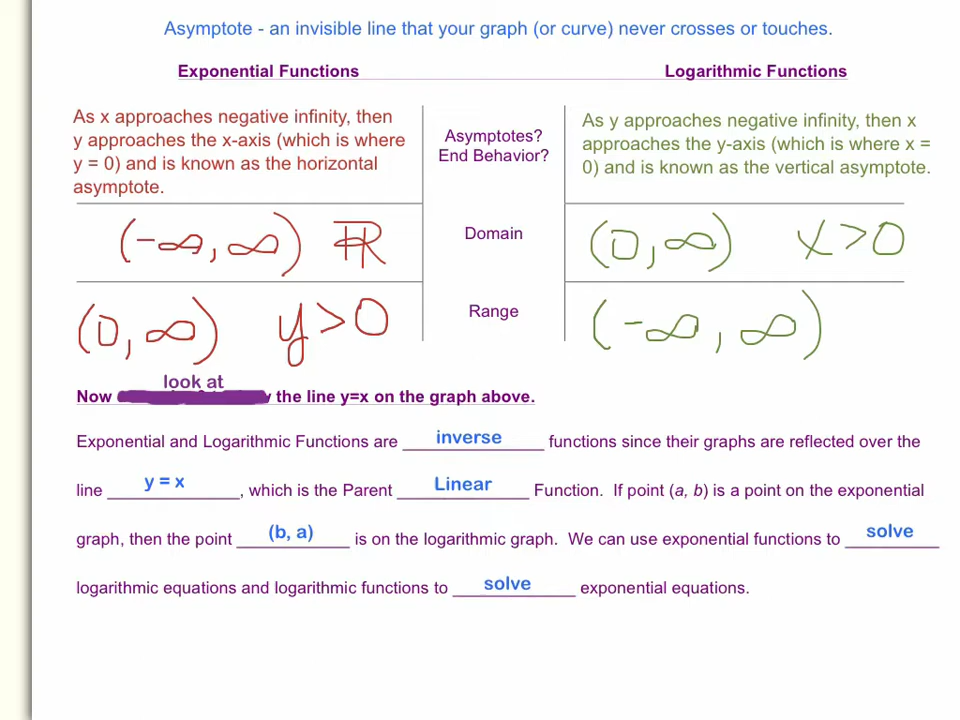 Asymptote - an invisible line that your graph (or curve) never crosses or touches.
Exponential Functions
Logarithmic Functions
As x approaches negative infinity, then
y approaches the x-axis (which is where
y = 0) and is known as the horizontal
asymptote.
Asymptotes?
End Behavior?
As y approaches negative infinity, then x
approaches the y-axis (which is where x =
0) and is known as the vertical asymptote.
(-∞, ∞) ℝ
Domain
(0, ∞) x>0
(0, ∞) y>0
Range
(-∞, ∞)
look at
Now the line y=x on the graph above.
Exponential and Logarithmic Functions are inverse functions since their graphs are reflected over the
line y = x, which is the Parent Linear Function. If point (a, b) is a point on the exponential
graph, then the point (b, a) is on the logarithmic graph. We can use exponential functions to solve
logarithmic equations and logarithmic functions to solve exponential equations.